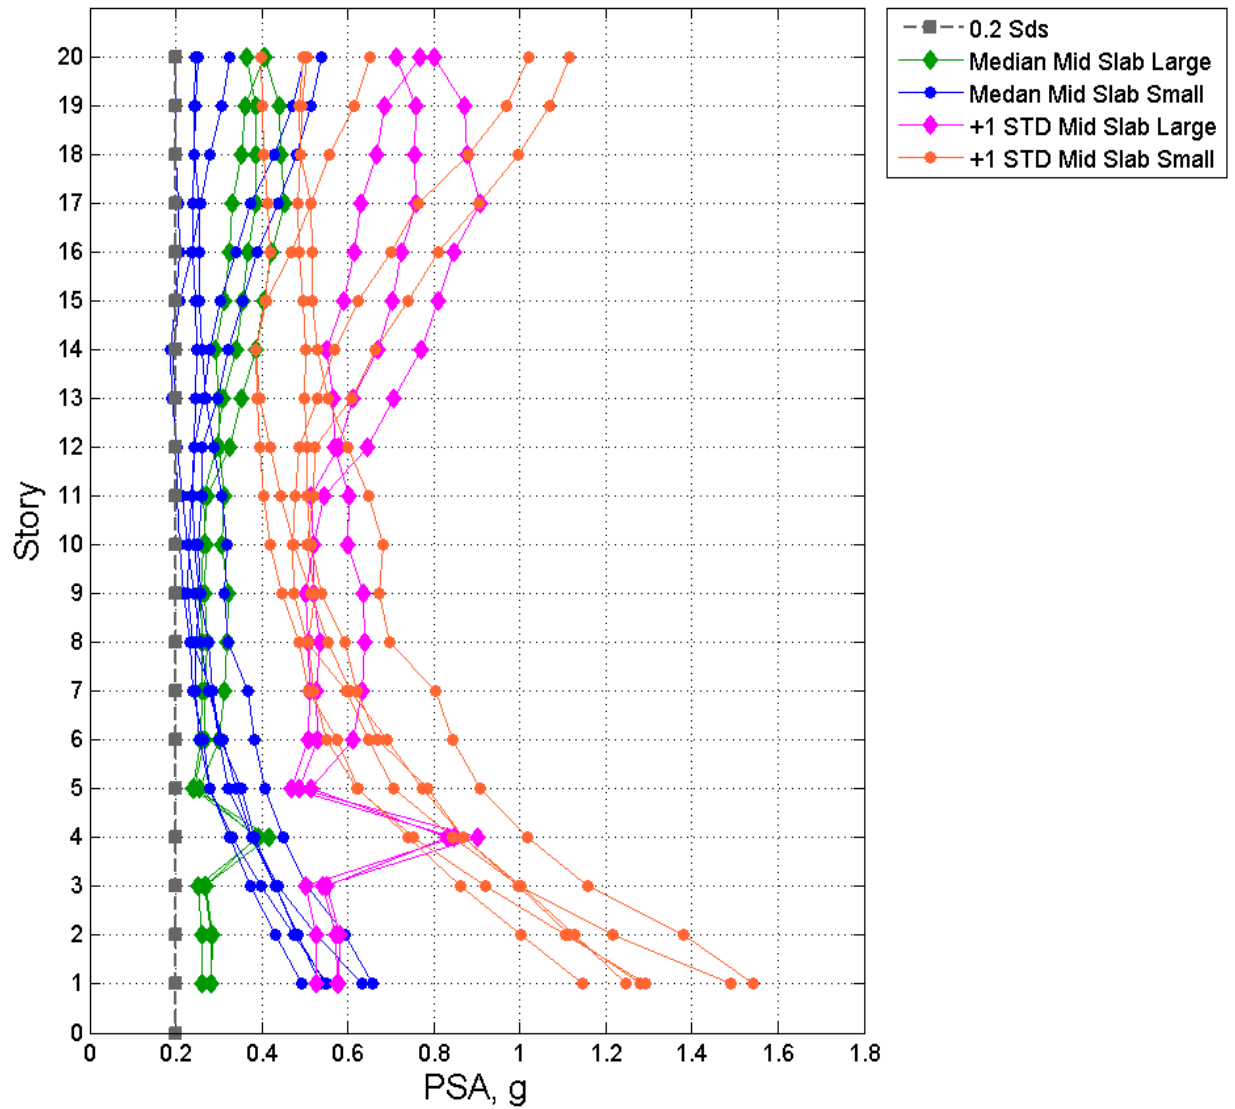 0.2 Sds
Median Mid Slab Large
Medan Mid Slab Small
+1 STD Mid Slab Large
+1 STD Mid Slab Small
20
19
18
17
16
15
14
13
12
11
10
9
8
7
6
5
4
3
2
1
0
Story
0 0.2 0.4 0.6 0.8 1 1.2 1.4 1.6 1.8
PSA, g